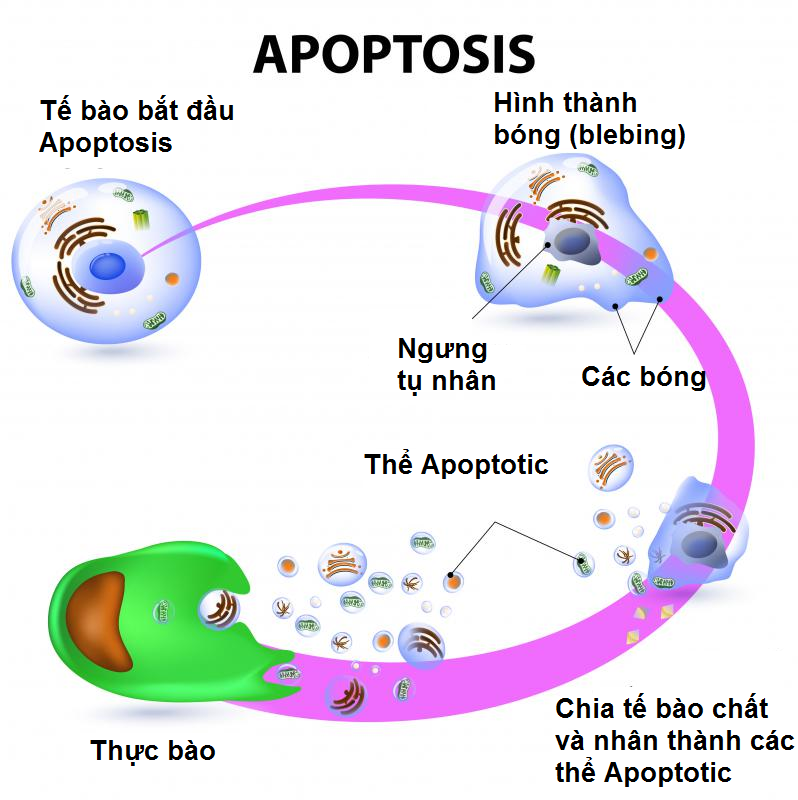 APOPTOSIS
Tế bào bắt đầu
Apoptosis
Hình thành
bóng (blebing)
Ngưng
tụ nhân
Các bóng
Thể Apoptotic
Thực bào
Chia tế bào chất
và nhân thành các
thể Apoptotic